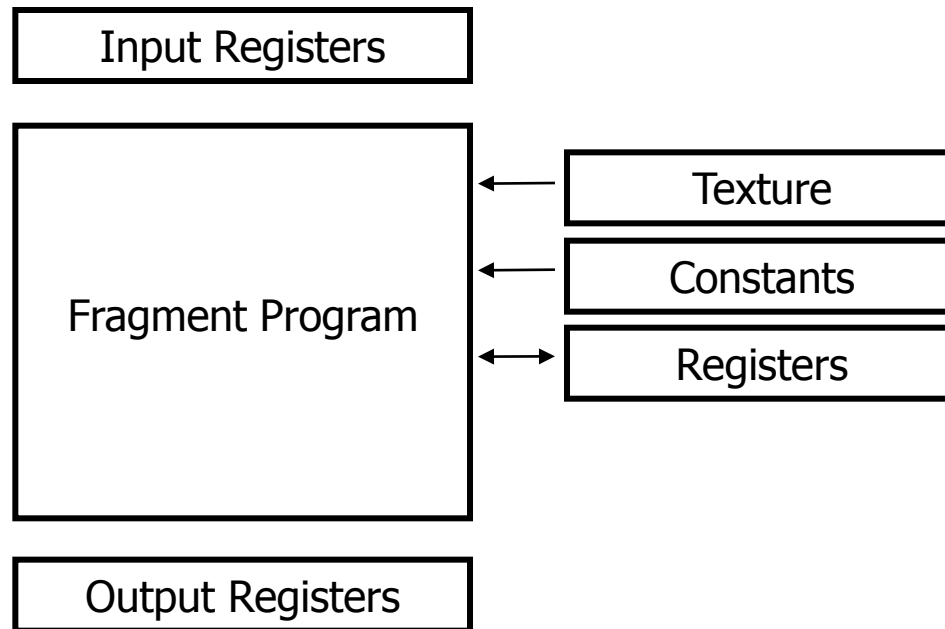 Input Registers
Texture
Constants
Fragment Program
Registers
Output Registers